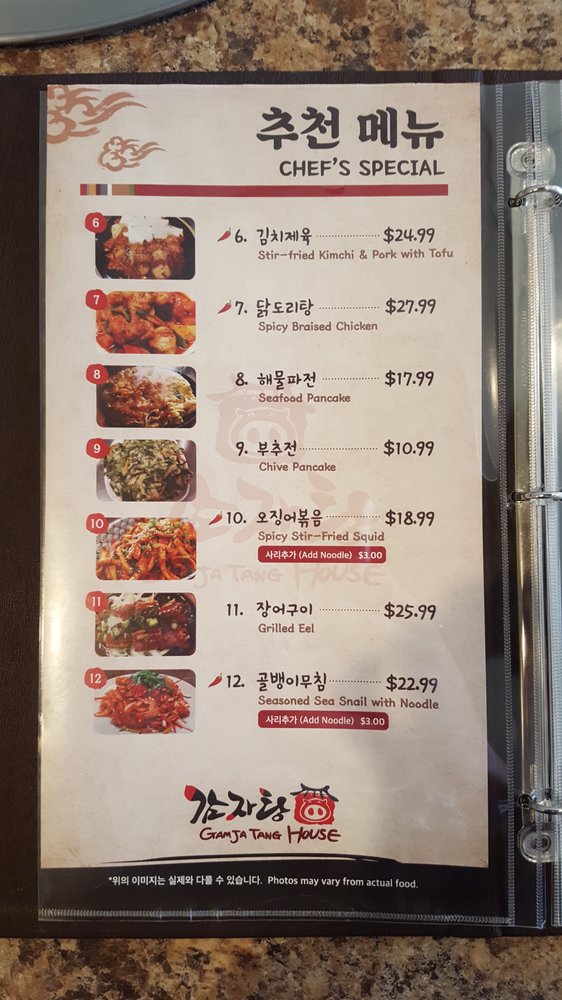 추천 메뉴
CHEF'S SPECIAL
6
6. 김치제육 $24.99
Stir-fried Kimchi & Pork with Tofu
7
7. 닭도리탕 $27.99
Spicy Braised Chicken
8
8. 해물파전 $17.99
Seafood Pancake
9
9. 부추전 $10.99
Chive Pancake
10
10. 오징어볶음 $18.99
Spicy Stir-Fried Squid
사리추가 (Add Noodle) $3.00
11
11. 장어구이 $25.99
Grilled Eel
12
12. 골뱅이무침 $22.99
Seasoned Sea Snail with Noodle
사리추가 (Add Noodle) $3.00
감자탕
GAMJA TANG HOUSE
*위의 이미지는 실제와 다를 수 있습니다. Photos may vary from actual food.